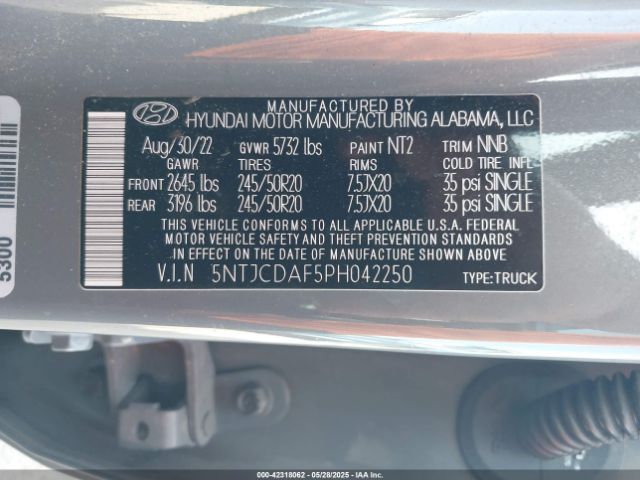 MANUFACTURED BY
HYUNDAI MOTOR MANUFACTURING ALABAMA, LLC
Aug/30/22 GVWR 5732 lbs PAINT NT2 TRIM NNB
GAWR TIRES RIMS COLD TIRE INFL
FRONT 2645 lbs 245/50R20 7.5JX20 35 psi SINGLE
REAR 3196 lbs 245/50R20 7.5JX20 35 psi SINGLE
THIS VEHICLE CONFORMS TO ALL APPLICABLE U.S.A. FEDERAL
MOTOR VEHICLE SAFETY AND THEFT PREVENTION STANDARDS
IN EFFECT ON THE DATE OF MANUFACTURE SHOWN ABOVE.
V.I.N 5NTJCDAF5PH042250 TYPE:TRUCK
5300
000-42318062 - 05/28/2025 - IAAI.COM